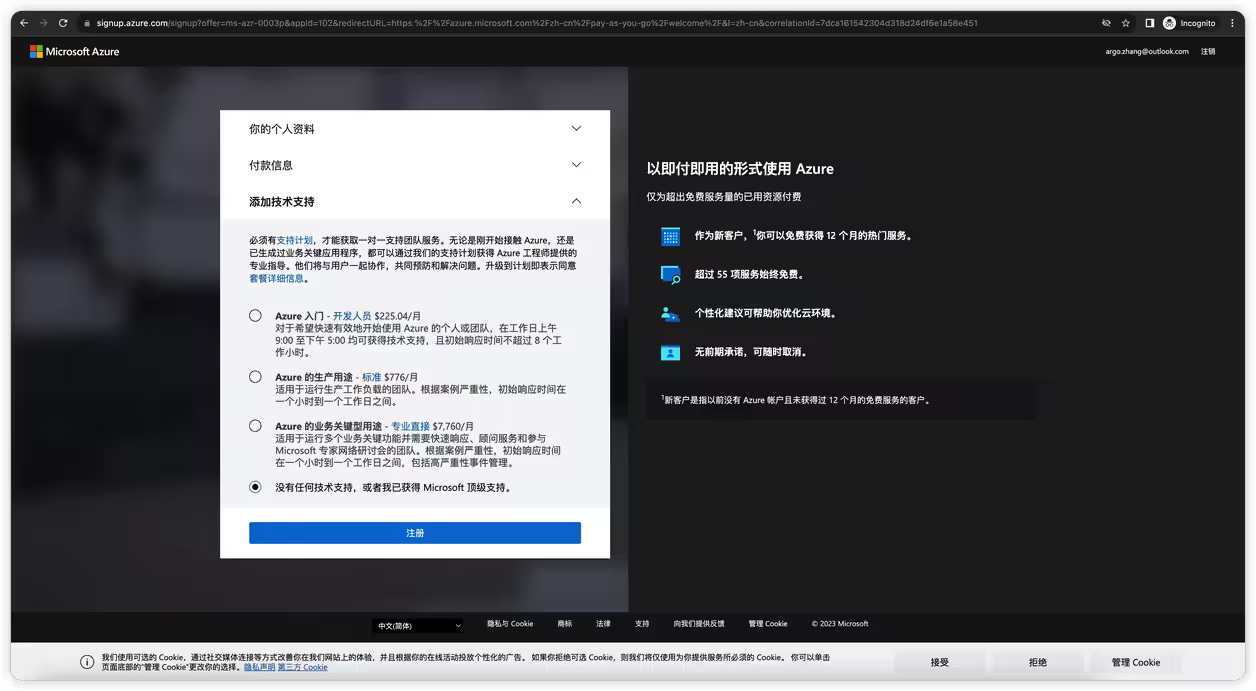 signup.azure.com/signup?offer=ms-azr-0003p&appId=102&redirectURL=https:%2F%2Fazure.microsoft.com%2Fzh-cn%2Fpay-as-you-go%2Fwelcome%2F&l=zh-cn&correlationId=7dca161542304d318d24df6e1a58e451
Incognito
Microsoft Azure
argo.zhang@outlook.com 注销
你的个人资料
付款信息
添加技术支持
必须有支持计划，才能获取一对一支持团队服务。无论是刚开始接触 Azure，还是
已生成过业务关键应用程序，都可以通过我们的支持计划获得 Azure 工程师提供的
专业指导。他们将与用户一起协作，共同预防和解决问题。升级到计划即表示同意
套餐详细信息。
Azure 入门 - 开发人员 $225.04/月
对于希望快速有效地开始使用 Azure 的个人或团队，在工作日上午
9:00 至下午 5:00 均可获得技术支持，且初始响应时间不超过 8 个工
作小时。
Azure 的生产用途 - 标准 $776/月
适用于运行生产工作负载的团队。根据案例严重性，初始响应时间在
一个小时到一个工作日之间。
Azure 的业务关键型用途 - 专业直接 $7,760/月
适用于运行多个业务关键功能并需要快速响应、顾问服务和参与
Microsoft 专家网络研讨会的团队。根据案例严重性，初始响应时间
在一个小时到一个工作日之间，包括高严重性事件管理。
没有任何技术支持，或者我已获得 Microsoft 顶级支持。
注册
以即付即用的形式使用 Azure
仅为超出免费服务量的已用资源付费
作为新客户，¹你可以免费获得 12 个月的热门服务。
超过 55 项服务始终免费。
个性化建议可帮助你优化云环境。
无前期承诺，可随时取消。
¹新客户是指以前没有 Azure 帐户且未获得过 12 个月的免费服务的客户。
中文(简体) 隐私与 Cookie 商标 法律 支持 向我们提供反馈 管理 Cookie © 2023 Microsoft
我们使用可选的 Cookie，通过社交媒体连接等方式改善你在我们网站上的体验，并且根据你的在线活动投放个性化的广告。 如果你拒绝可选 Cookie，则我们将仅使用为你提供服务所必须的 Cookie。 你可以单击
页面底部的"管理 Cookie"更改你的选择。 隐私声明 第三方 Cookie
接受 拒绝 管理 Cookie